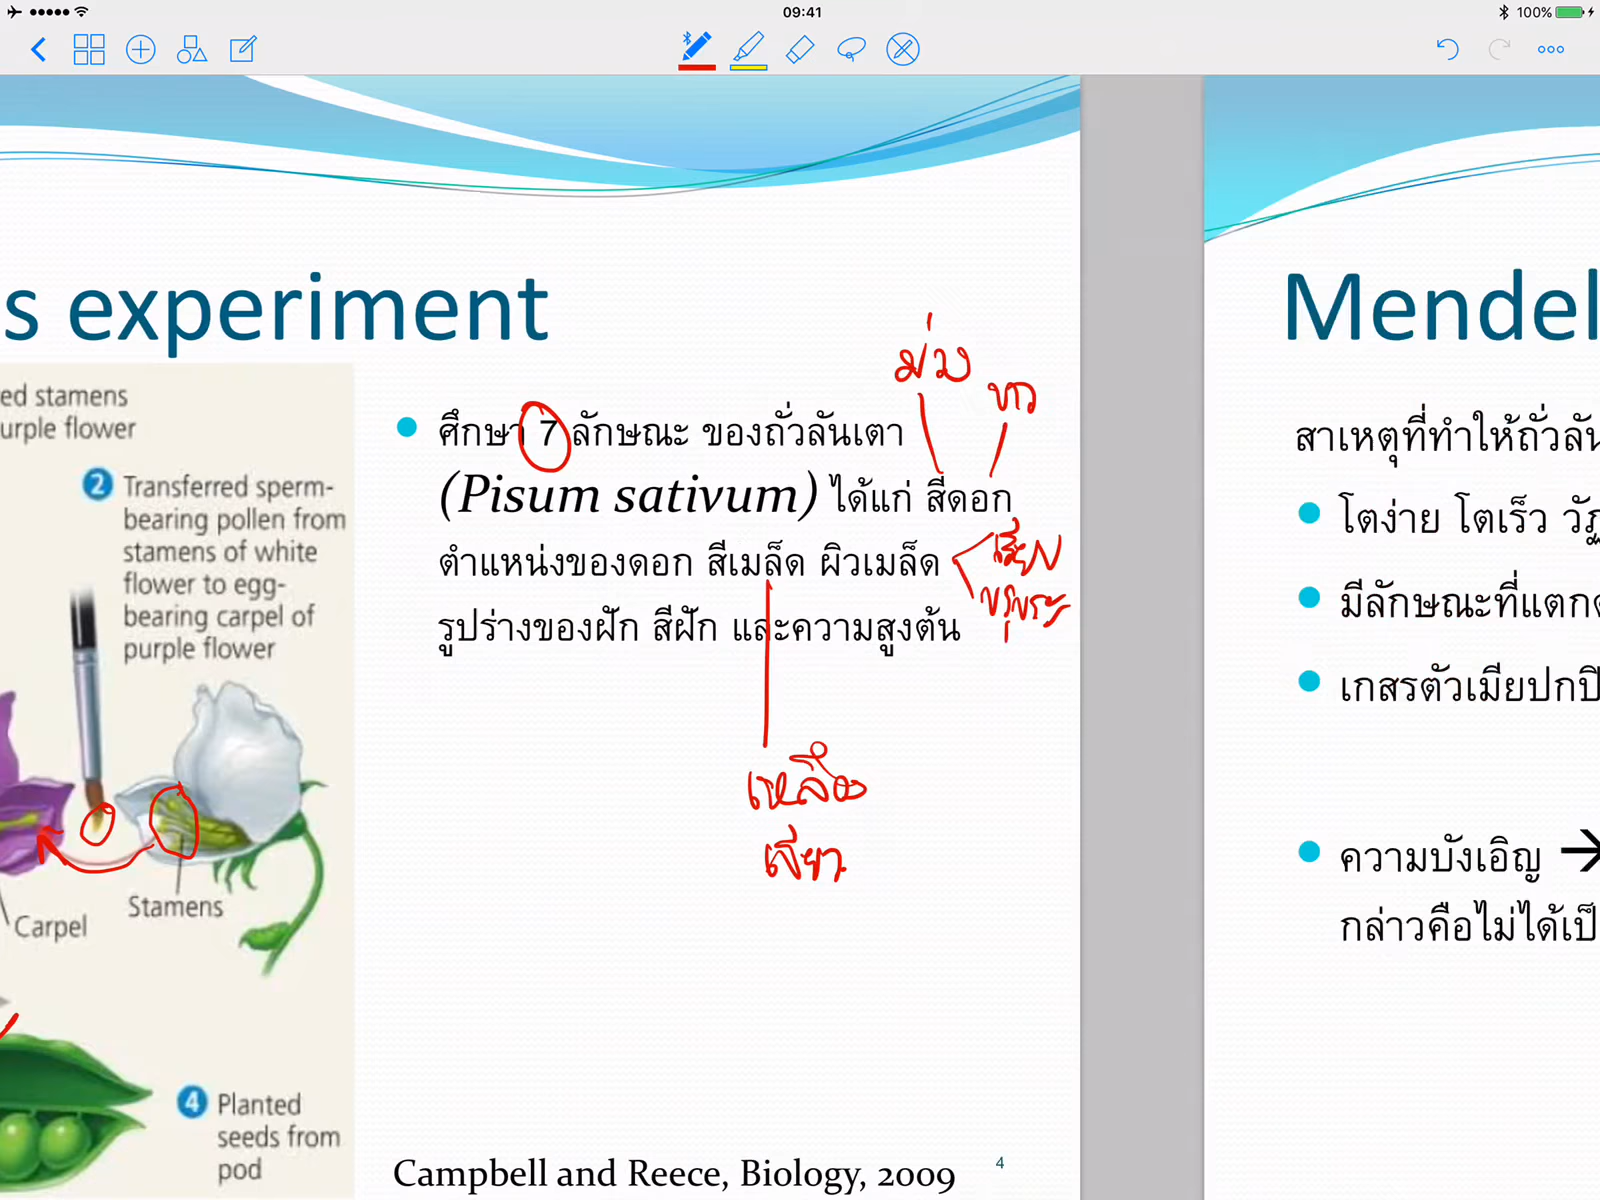 09:41
100%
s experiment
Mendel
ed stamens
urple flower
2 Transferred sperm-
bearing pollen from
stamens of white
flower to egg-
bearing carpel of
purple flower
Carpel
Stamens
4 Planted
seeds from
pod
ม่วง
ขาว
ศึกษา 7 ลักษณะ ของถั่วลันเตา
(Pisum sativum) ได้แก่ สีดอก
ตำแหน่งของดอก สีเมล็ด ผิวเมล็ด
รูปร่างของฝัก สีฝัก และความสูงต้น
เรียบ
ขรุขระ
เหลือง
เขียว
Campbell and Reece, Biology, 2009
4
สาเหตุที่ทำให้ถั่วลัน
โตง่าย โตเร็ว วัฏ
มีลักษณะที่แตกต
เกสรตัวเมียปกปิ
ความบังเอิญ →
กล่าวคือไม่ได้เป็